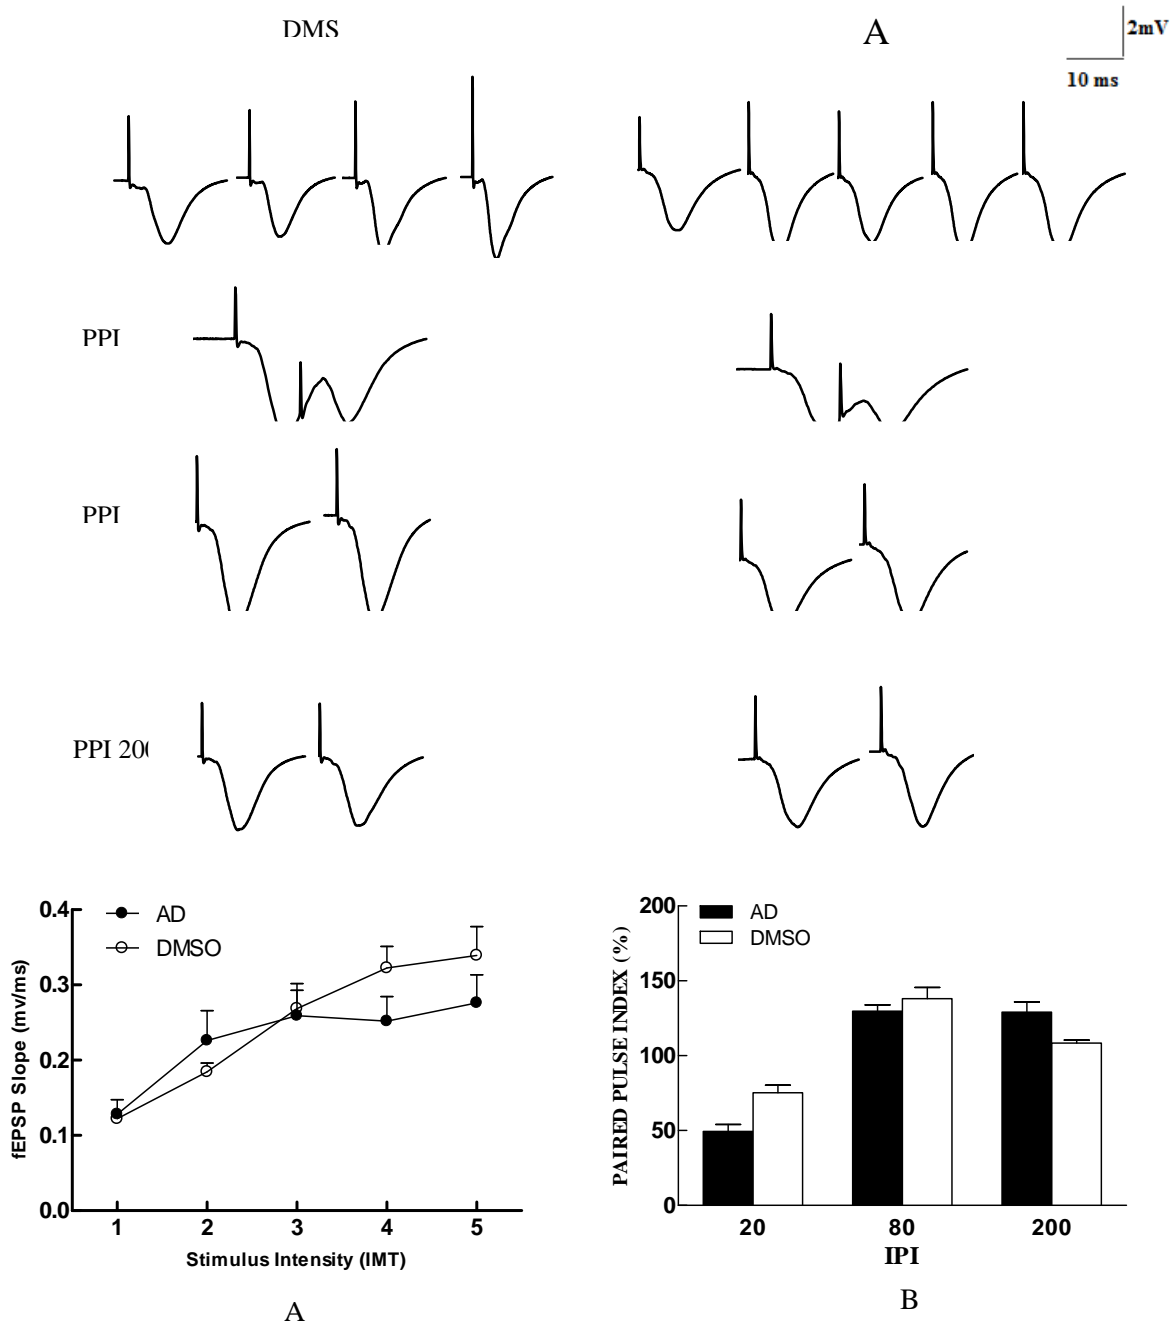 DMS
A
2mV
10 ms
PPI
PPI
PPI 200
0.4
0.3
0.2
0.1
0.0
fEPSP Slope (mv/ms)
AD
DMSO
1 2 3 4 5
Stimulus Intensity (IMT)
A
200
150
100
50
0
PAIRED PULSE INDEX (%)
AD
DMSO
20 80 200
IPI
B